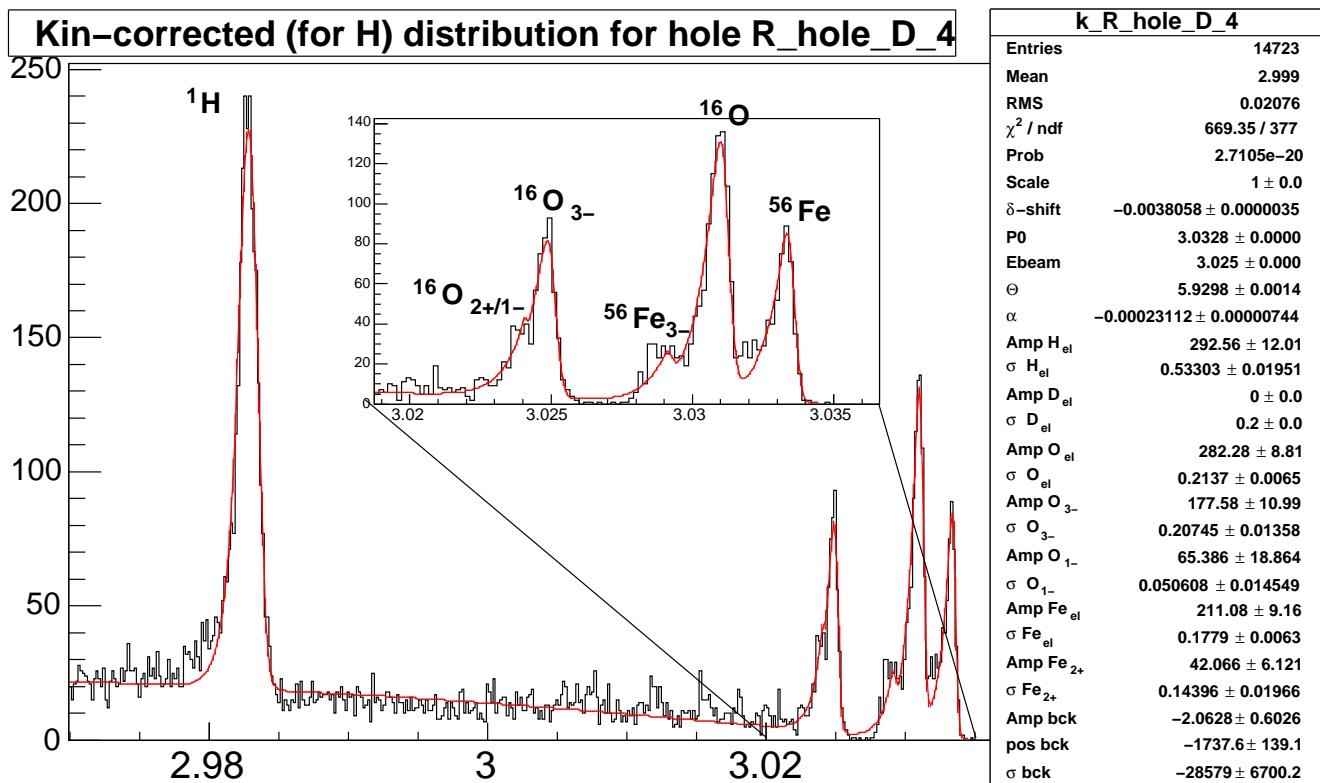 Kin−corrected (for H) distribution for hole R_hole_D_4
k_R_hole_D_4
Entries 14723
Mean 2.999
RMS 0.02076
χ² / ndf 669.35 / 377
Prob 2.7105e−20
Scale 1 ± 0.0
δ−shift −0.0038058 ± 0.0000035
P0 3.0328 ± 0.0000
Ebeam 3.025 ± 0.000
Θ 5.9298 ± 0.0014
α −0.00023112 ± 0.00000744
Amp H el 292.56 ± 12.01
σ H el 0.53303 ± 0.01951
Amp D el 0 ± 0.0
σ D el 0.2 ± 0.0
Amp O el 282.28 ± 8.81
σ O el 0.2137 ± 0.0065
Amp O 3− 177.58 ± 10.99
σ O 3− 0.20745 ± 0.01358
Amp O 1− 65.386 ± 18.864
σ O 1− 0.050608 ± 0.014549
Amp Fe el 211.08 ± 9.16
σ Fe el 0.1779 ± 0.0063
Amp Fe 2+ 42.066 ± 6.121
σ Fe 2+ 0.14396 ± 0.01966
Amp bck −2.0628 ± 0.6026
pos bck −1737.6 ± 139.1
σ bck −28579 ± 6700.2
250
200
150
100
50
0
2.98 3 3.02
¹H
140
120
100
80
60
40
20
0
3.02 3.025 3.03 3.035
¹⁶O
¹⁶O 3−
⁵⁶Fe
¹⁶O 2+/1−
⁵⁶Fe 3−